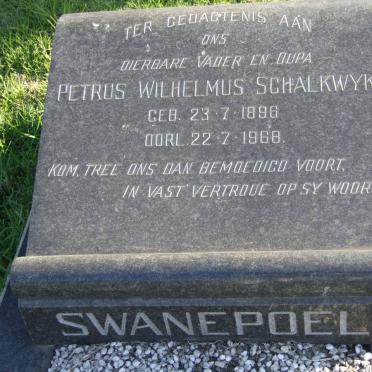 TER GEDAGTENIS AAN
ONS
DIERBARE VADER EN OUPA
PETRUS WILHELMUS SCHALKWYK
GEB. 23-7-1896
OORL. 22-7-1968.
KOM, TREE ONS DAN BEMOEDIGD VOORT,
IN VAST VERTROUE OP SY WOOR
SWANEPOEL